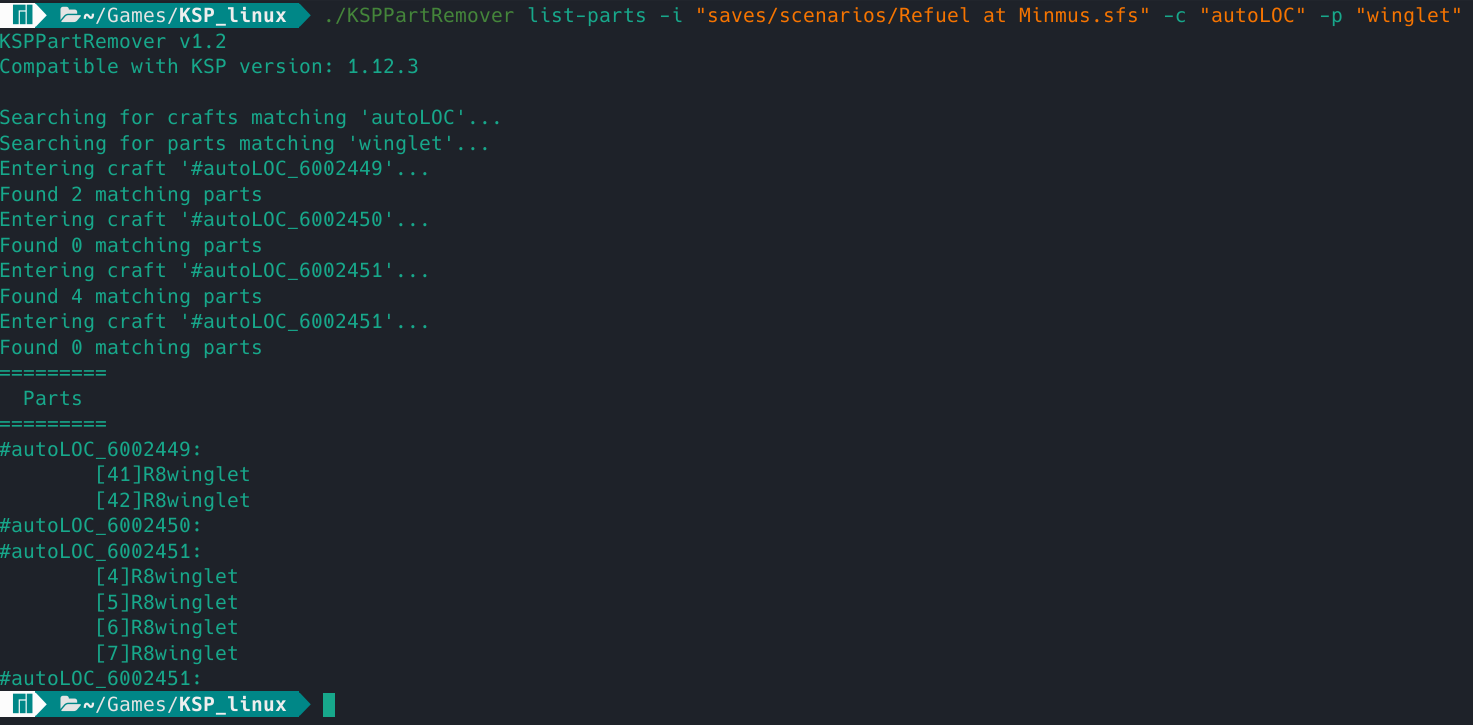 ~/Games/KSP_linux ./KSPPartRemover list-parts -i "saves/scenarios/Refuel at Minmus.sfs" -c "autoLOC" -p "winglet"
KSPPartRemover v1.2
Compatible with KSP version: 1.12.3
Searching for crafts matching 'autoLOC'...
Searching for parts matching 'winglet'...
Entering craft '#autoLOC_6002449'...
Found 2 matching parts
Entering craft '#autoLOC_6002450'...
Found 0 matching parts
Entering craft '#autoLOC_6002451'...
Found 4 matching parts
Entering craft '#autoLOC_6002451'...
Found 0 matching parts
=========
  Parts
=========
#autoLOC_6002449:
        [41]R8winglet
        [42]R8winglet
#autoLOC_6002450:
#autoLOC_6002451:
        [4]R8winglet
        [5]R8winglet
        [6]R8winglet
        [7]R8winglet
#autoLOC_6002451:
~/Games/KSP_linux